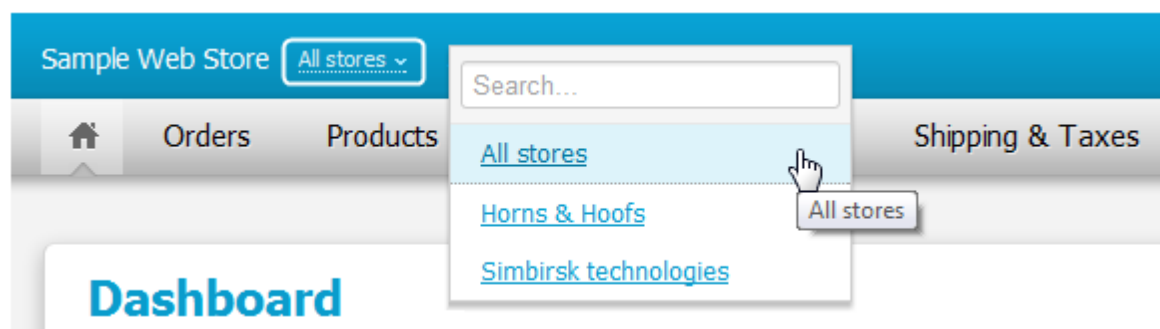 Sample Web Store All stores
Search...
Orders Products Shipping & Taxes
All stores
All stores
Horns & Hoofs
Simbirsk technologies
Dashboard